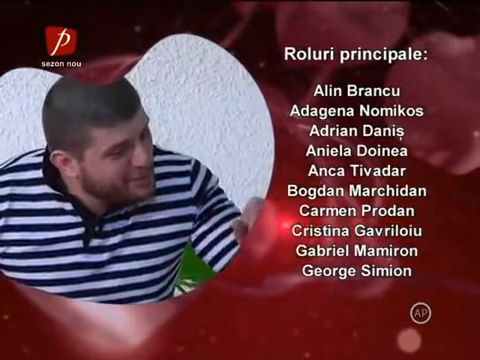 p
sezon nou
Roluri principale:
Alin Brancu
Adagena Nomikos
Adrian Daniș
Aniela Doinea
Anca Tivadar
Bogdan Marchidan
Carmen Prodan
Cristina Gavriloiu
Gabriel Mamiron
George Simion
AP